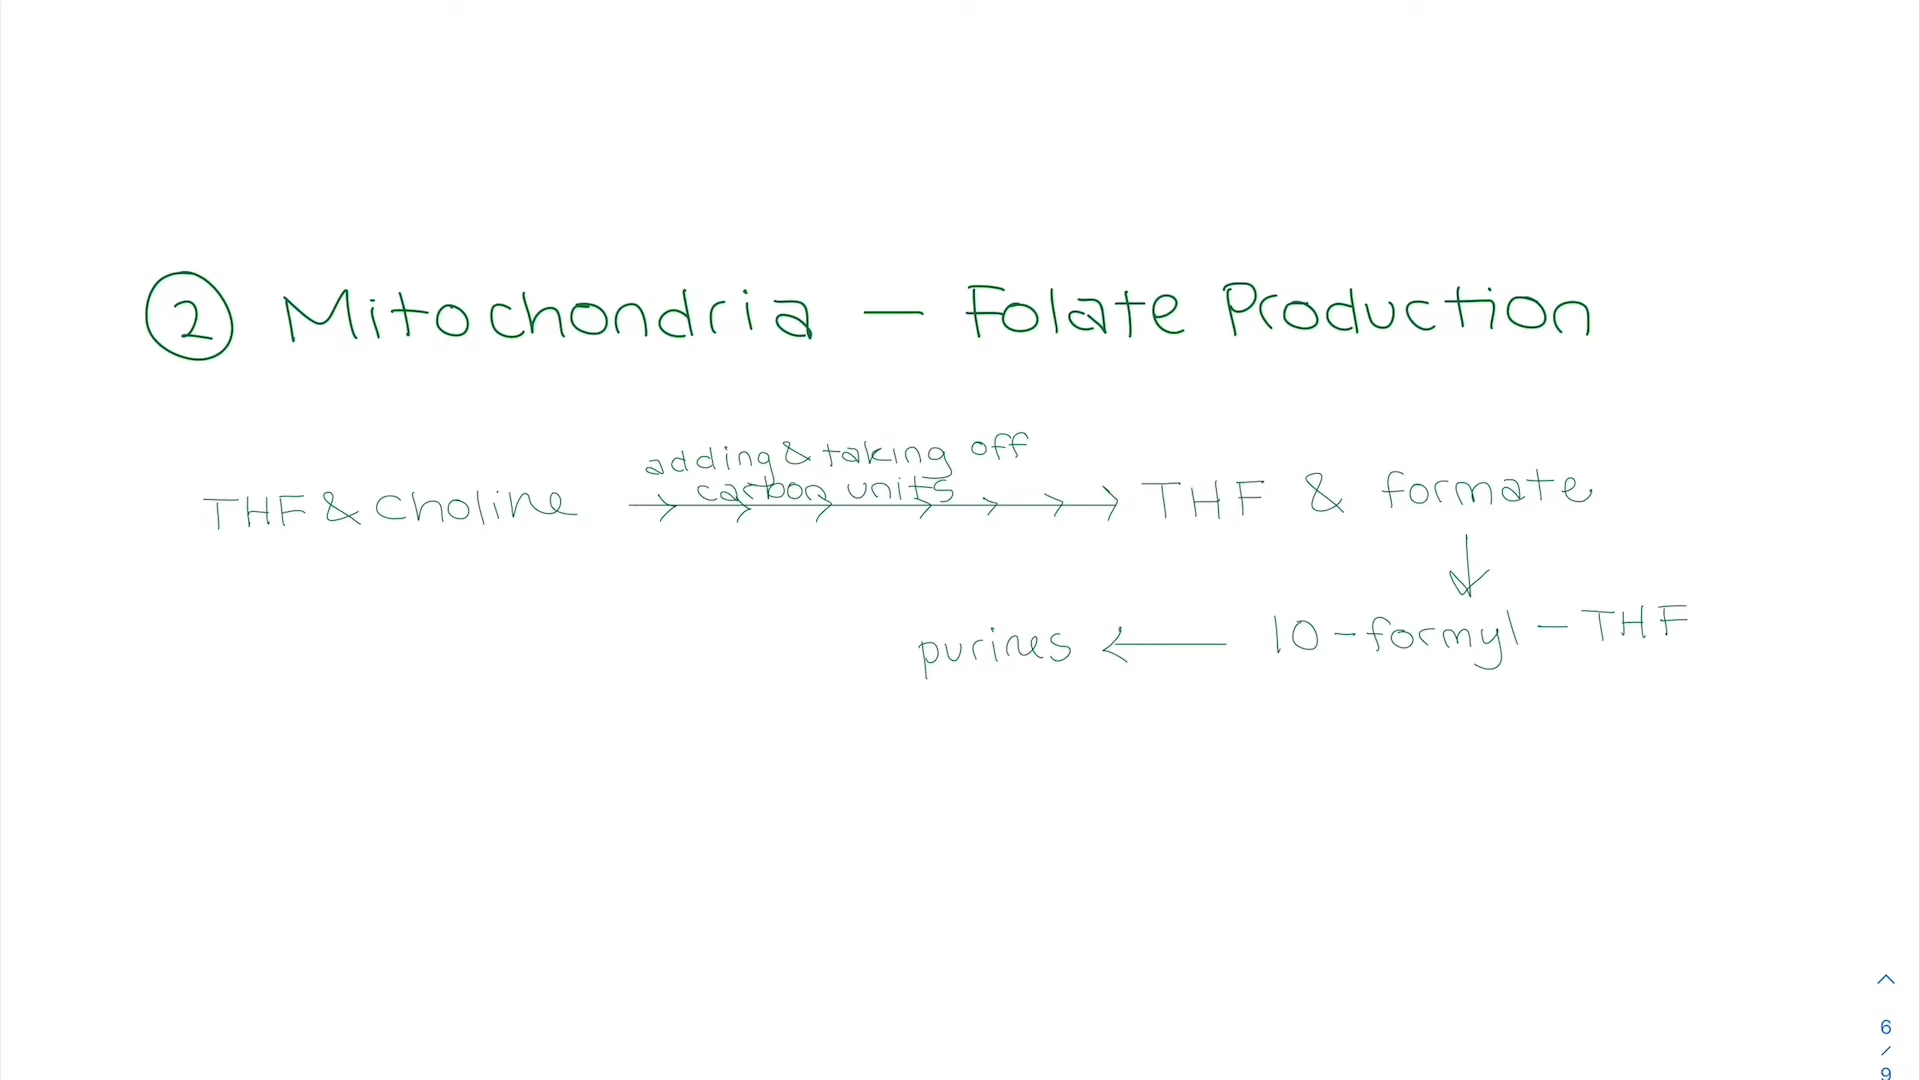 ② Mitochondria — Folate Production
adding & taking off
carbon units
THF & choline → THF & formate
↓
purines ← 10-formyl-THF
^
6
/
9